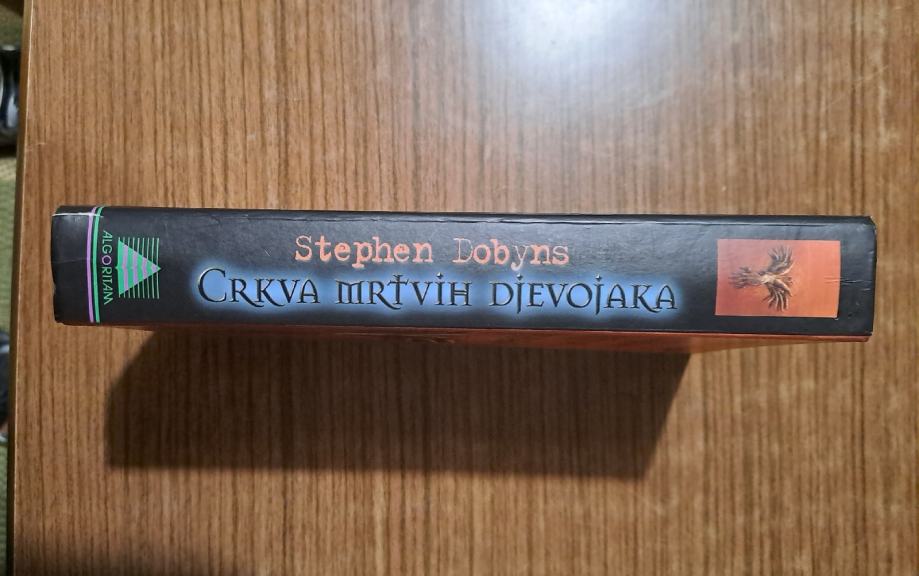 ALGORITAM
Stephen Dobyns
CRKVA MRTVIH DJEVOJAKA